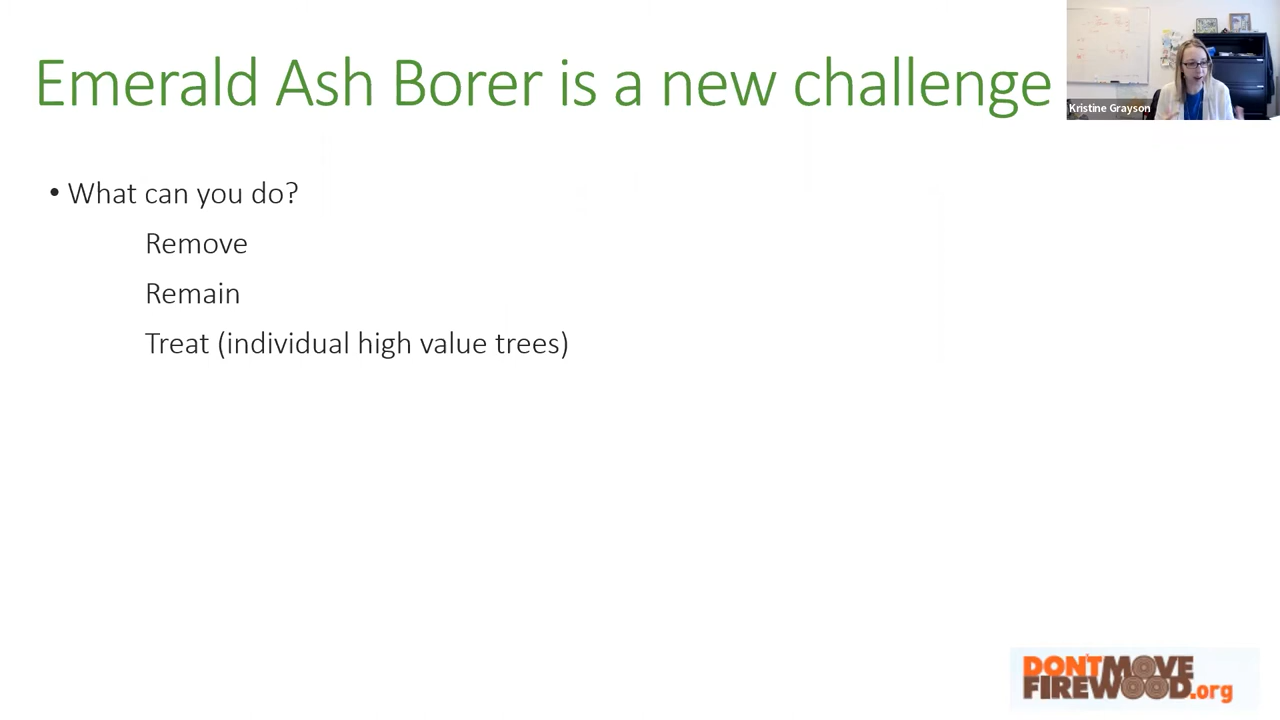 Emerald Ash Borer is a new challenge
Kristine Grayson
• What can you do?
Remove
Remain
Treat (individual high value trees)
DONTMOVE
FIREWOOD.org